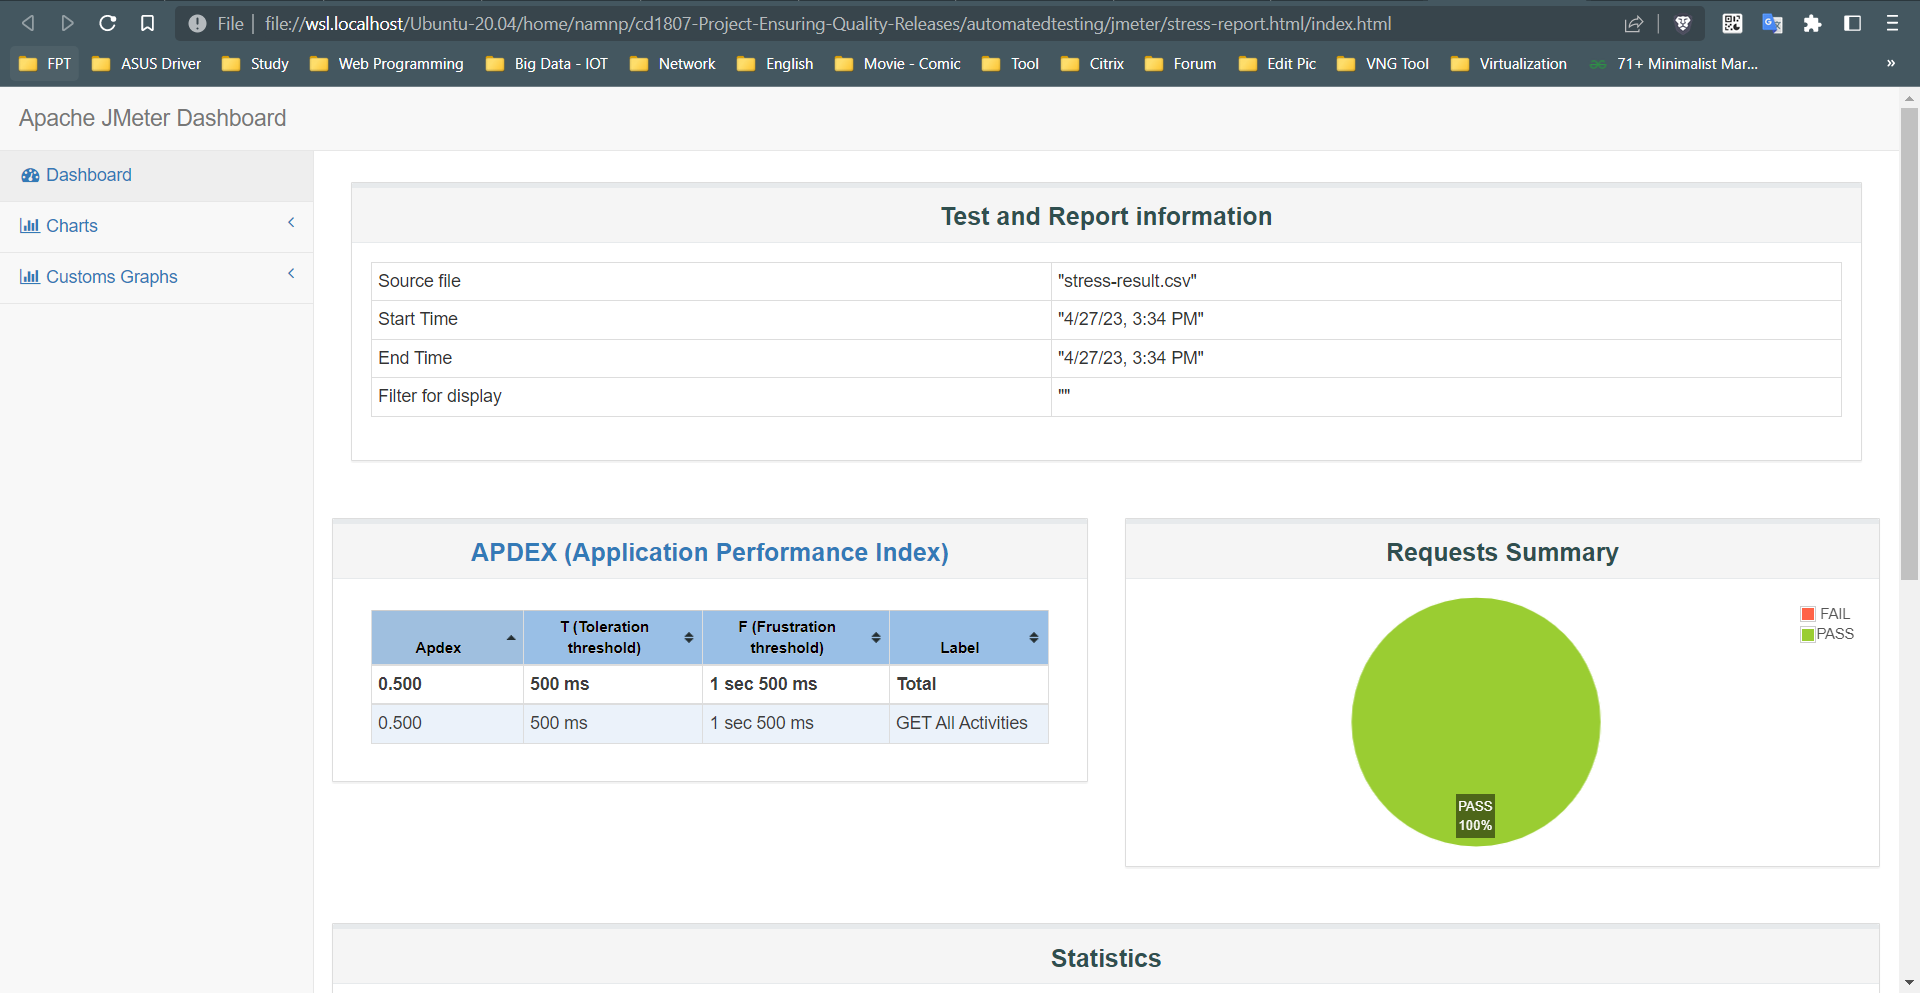 File file://wsl.localhost/Ubuntu-20.04/home/namnp/cd1807-Project-Ensuring-Quality-Releases/automatedtesting/jmeter/stress-report.html/index.html
FPT ASUS Driver Study Web Programming Big Data - IOT Network English Movie - Comic Tool Citrix Forum Edit Pic VNG Tool Virtualization 71+ Minimalist Mar... »
Apache JMeter Dashboard
Dashboard
Charts
Customs Graphs
Test and Report information
Source file "stress-result.csv"
Start Time "4/27/23, 3:34 PM"
End Time "4/27/23, 3:34 PM"
Filter for display ""
APDEX (Application Performance Index)
Apdex T (Toleration threshold) F (Frustration threshold) Label
0.500 500 ms 1 sec 500 ms Total
0.500 500 ms 1 sec 500 ms GET All Activities
Requests Summary
FAIL
PASS
PASS
100%
Statistics